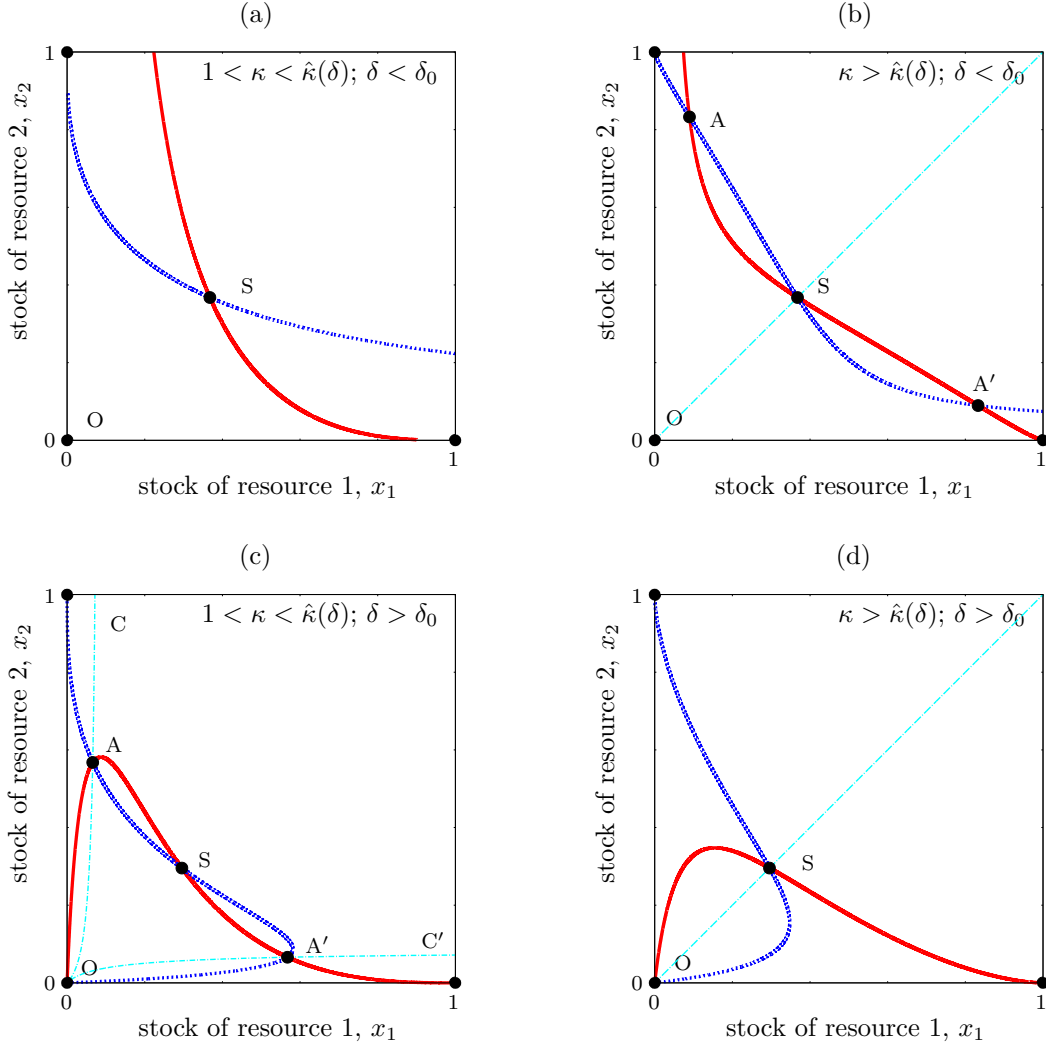 (a)
1 < κ < κ̂(δ); δ < δ₀
stock of resource 2, x₂
1
S
O
0
0
1
stock of resource 1, x₁
(b)
κ > κ̂(δ); δ < δ₀
stock of resource 2, x₂
1
A
S
A′
O
0
0
1
stock of resource 1, x₁
(c)
1 < κ < κ̂(δ); δ > δ₀
stock of resource 2, x₂
1
C
A
S
A′
C′
O
0
0
1
stock of resource 1, x₁
(d)
κ > κ̂(δ); δ > δ₀
stock of resource 2, x₂
1
S
O
0
0
1
stock of resource 1, x₁